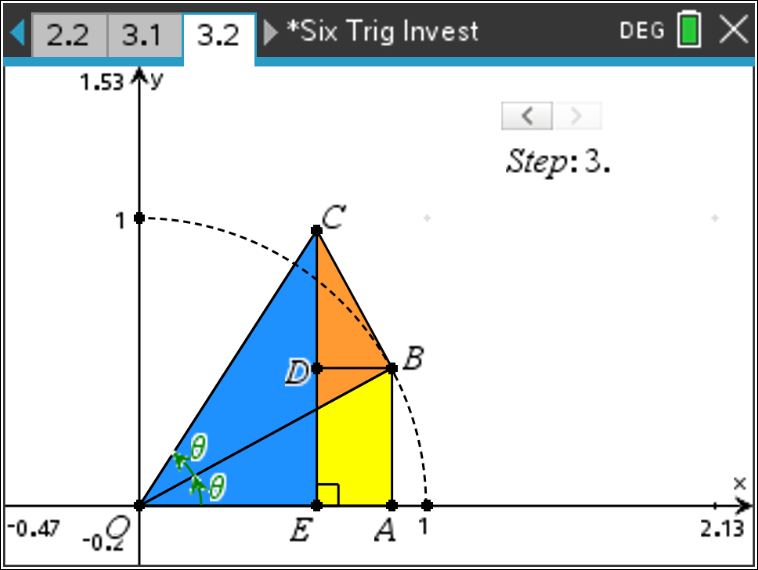 2.2 3.1 3.2 *Six Trig Invest DEG
1.53 y
Step: 3.
1
C
D B
θ
θ
x
-0.47 O E A 1 2.13
-0.2